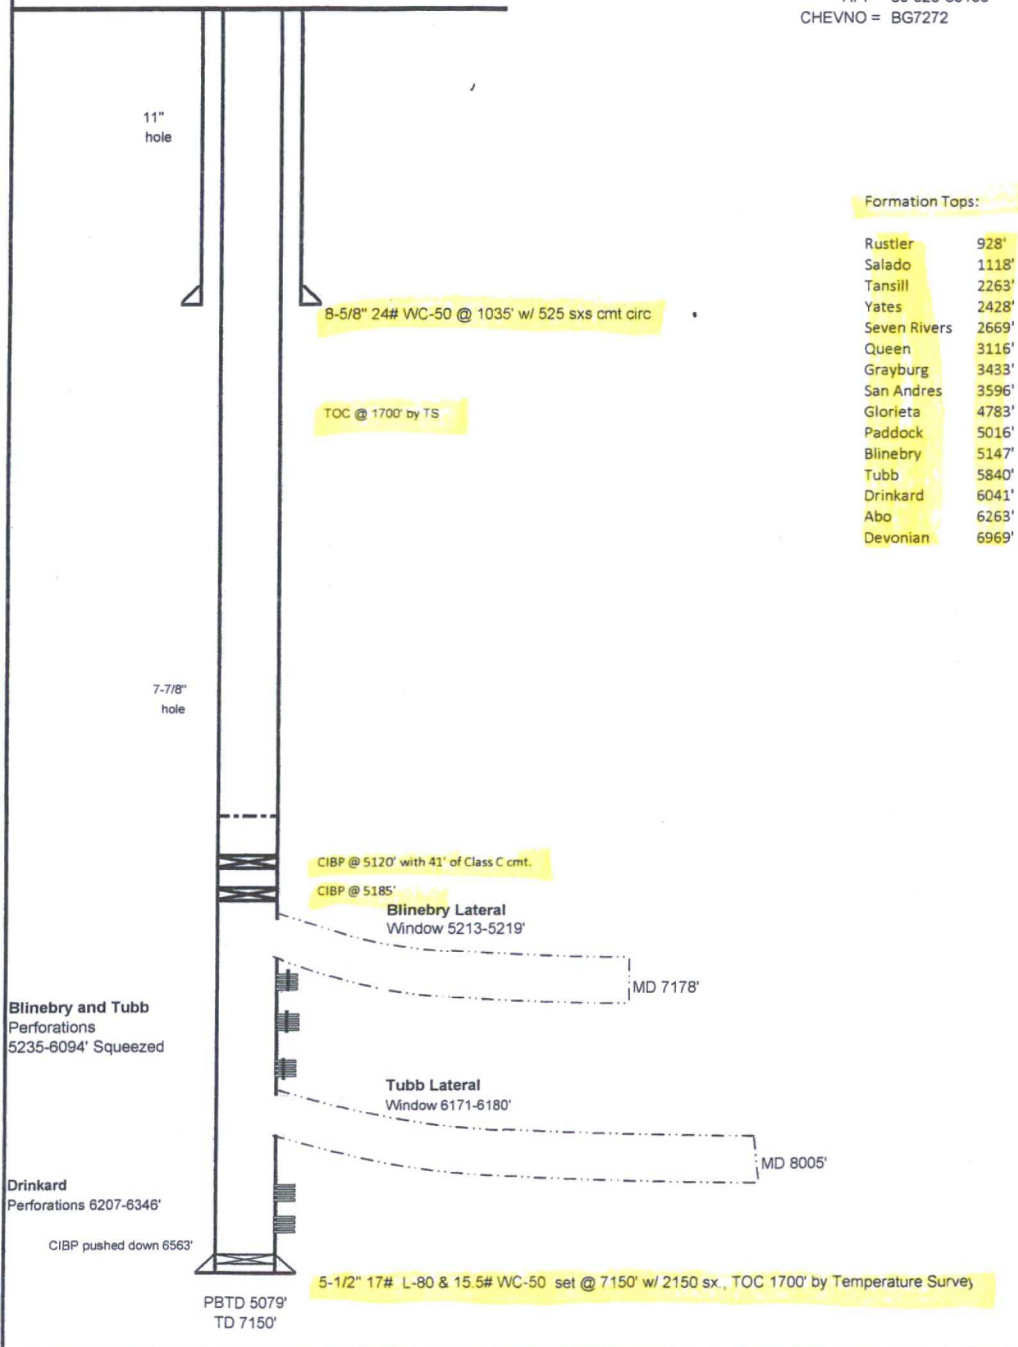 CHEVNO = BG7272
11"
hole
Formation Tops:
Rustler 928'
Salado 1118'
Tansill 2263'
Yates 2428'
Seven Rivers 2669'
Queen 3116'
Grayburg 3433'
San Andres 3596'
Glorieta 4783'
Paddock 5016'
Blinebry 5147'
Tubb 5840'
Drinkard 6041'
Abo 6263'
Devonian 6969'
8-5/8" 24# WC-50 @ 1035' w/ 525 sxs cmt circ
TOC @ 1700' by TS
7-7/8"
hole
CIBP @ 5120' with 41' of Class C cmt.
CIBP @ 5185'
Blinebry Lateral
Window 5213-5219'
MD 7178'
Blinebry and Tubb
Perforations
5235-6094' Squeezed
Tubb Lateral
Window 6171-6180'
MD 8005'
Drinkard
Perforations 6207-6346'
CIBP pushed down 6563'
5-1/2" 17# L-80 & 15.5# WC-50 set @ 7150' w/ 2150 sx., TOC 1700' by Temperature Survey
PBTD 5079'
TD 7150'